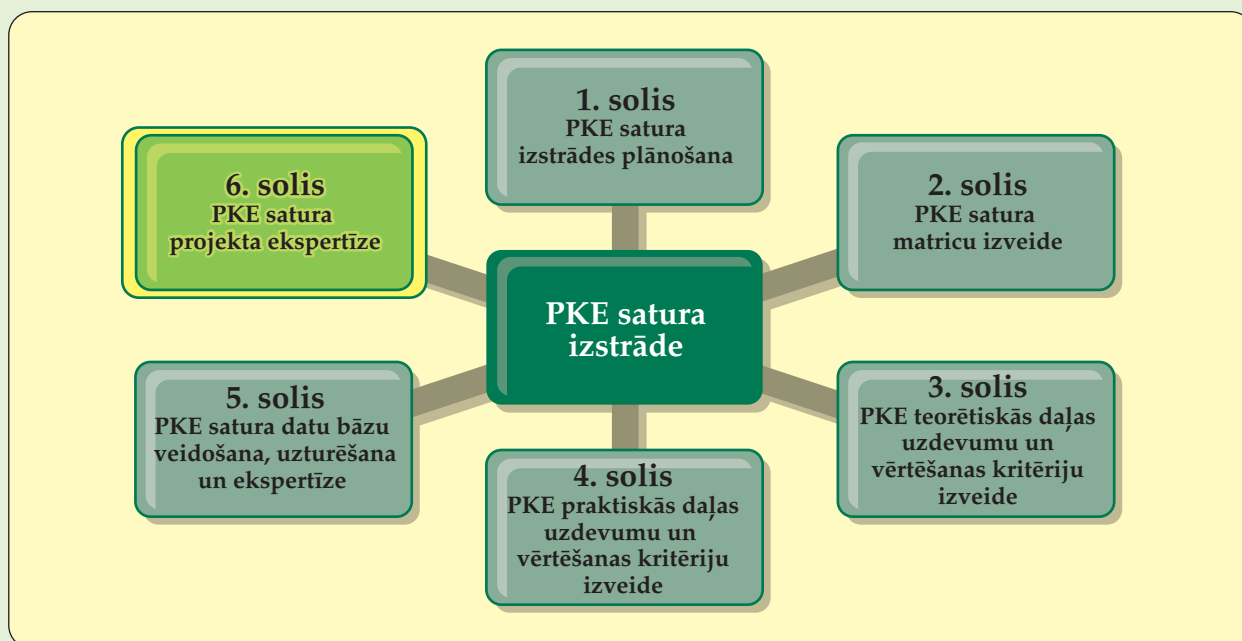 1. solis
PKE satura
izstrādes plānošana
6. solis
PKE satura
projekta ekspertīze
2. solis
PKE satura
matricu izveide
PKE satura
izstrāde
5. solis
PKE satura datu bāzu
veidošana, uzturēšana
un ekspertīze
3. solis
PKE teorētiskās daļas
uzdevumu un
vērtēšanas kritēriju
izveide
4. solis
PKE praktiskās daļas
uzdevumu un
vērtēšanas kritēriju
izveide